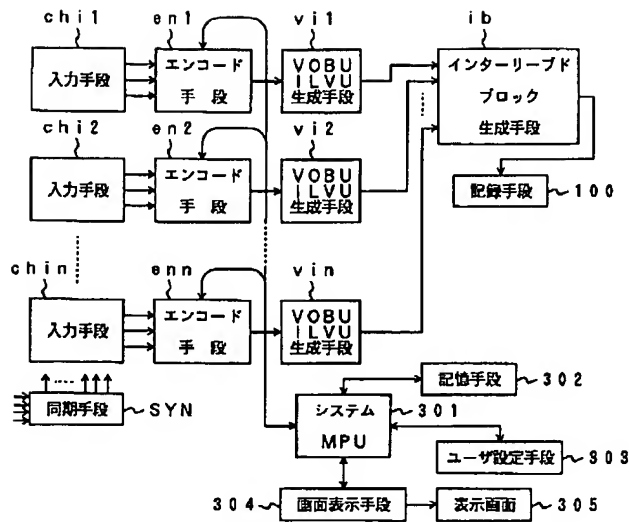 chi1
en1
vi1
ib
入力手段
エンコード
手段
VOBU
ILVU
生成手段
インターリーブド
ブロック
生成手段
chi2
en2
vi2
入力手段
エンコード
手段
VOBU
ILVU
生成手段
記録手段
100
chin
enn
vin
入力手段
エンコード
手段
VOBU
ILVU
生成手段
同期手段
SYN
システム
MPU
301
記憶手段
302
ユーザ設定手段
303
304
画面表示手段
表示画面
305